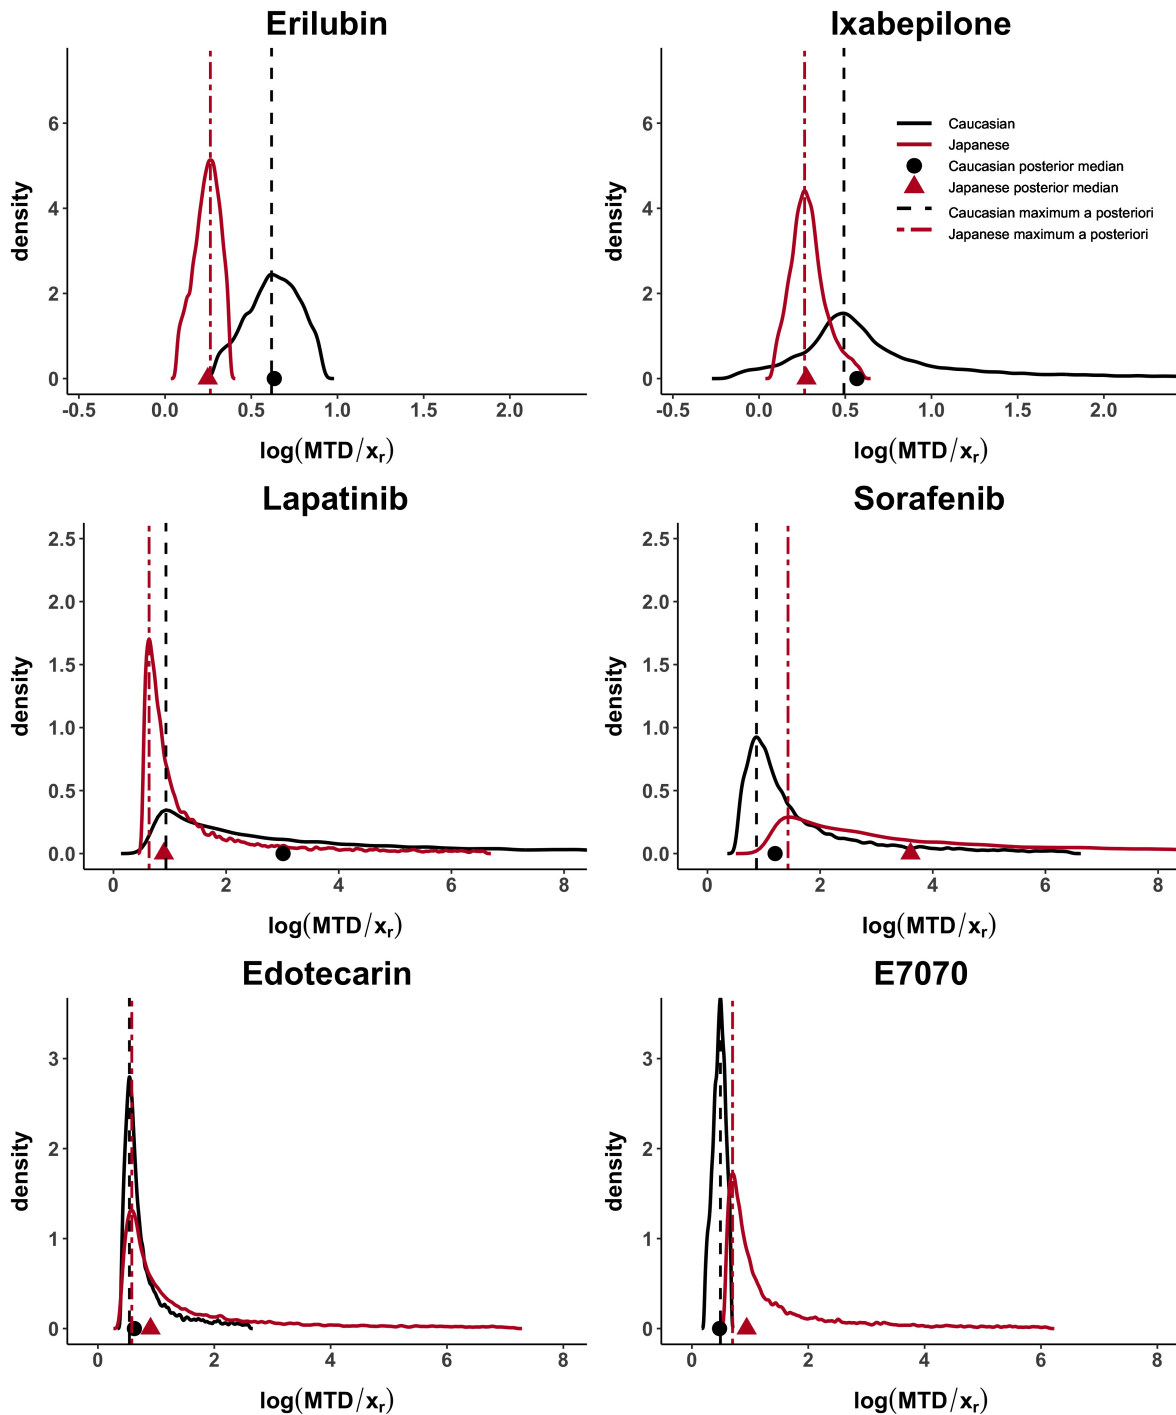 Erilubin
density
6
4
2
0
-0.5 0.0 0.5 1.0 1.5 2.0
log(MTD/xr)
Ixabepilone
density
6
4
2
0
-0.5 0.0 0.5 1.0 1.5 2.0
log(MTD/xr)
Caucasian
Japanese
Caucasian posterior median
Japanese posterior median
Caucasian maximum a posteriori
Japanese maximum a posteriori
Lapatinib
density
2.5
2.0
1.5
1.0
0.5
0.0
0 2 4 6 8
log(MTD/xr)
Sorafenib
density
2.5
2.0
1.5
1.0
0.5
0.0
0 2 4 6 8
log(MTD/xr)
Edotecarin
density
3
2
1
0
0 2 4 6 8
log(MTD/xr)
E7070
density
3
2
1
0
0 2 4 6 8
log(MTD/xr)